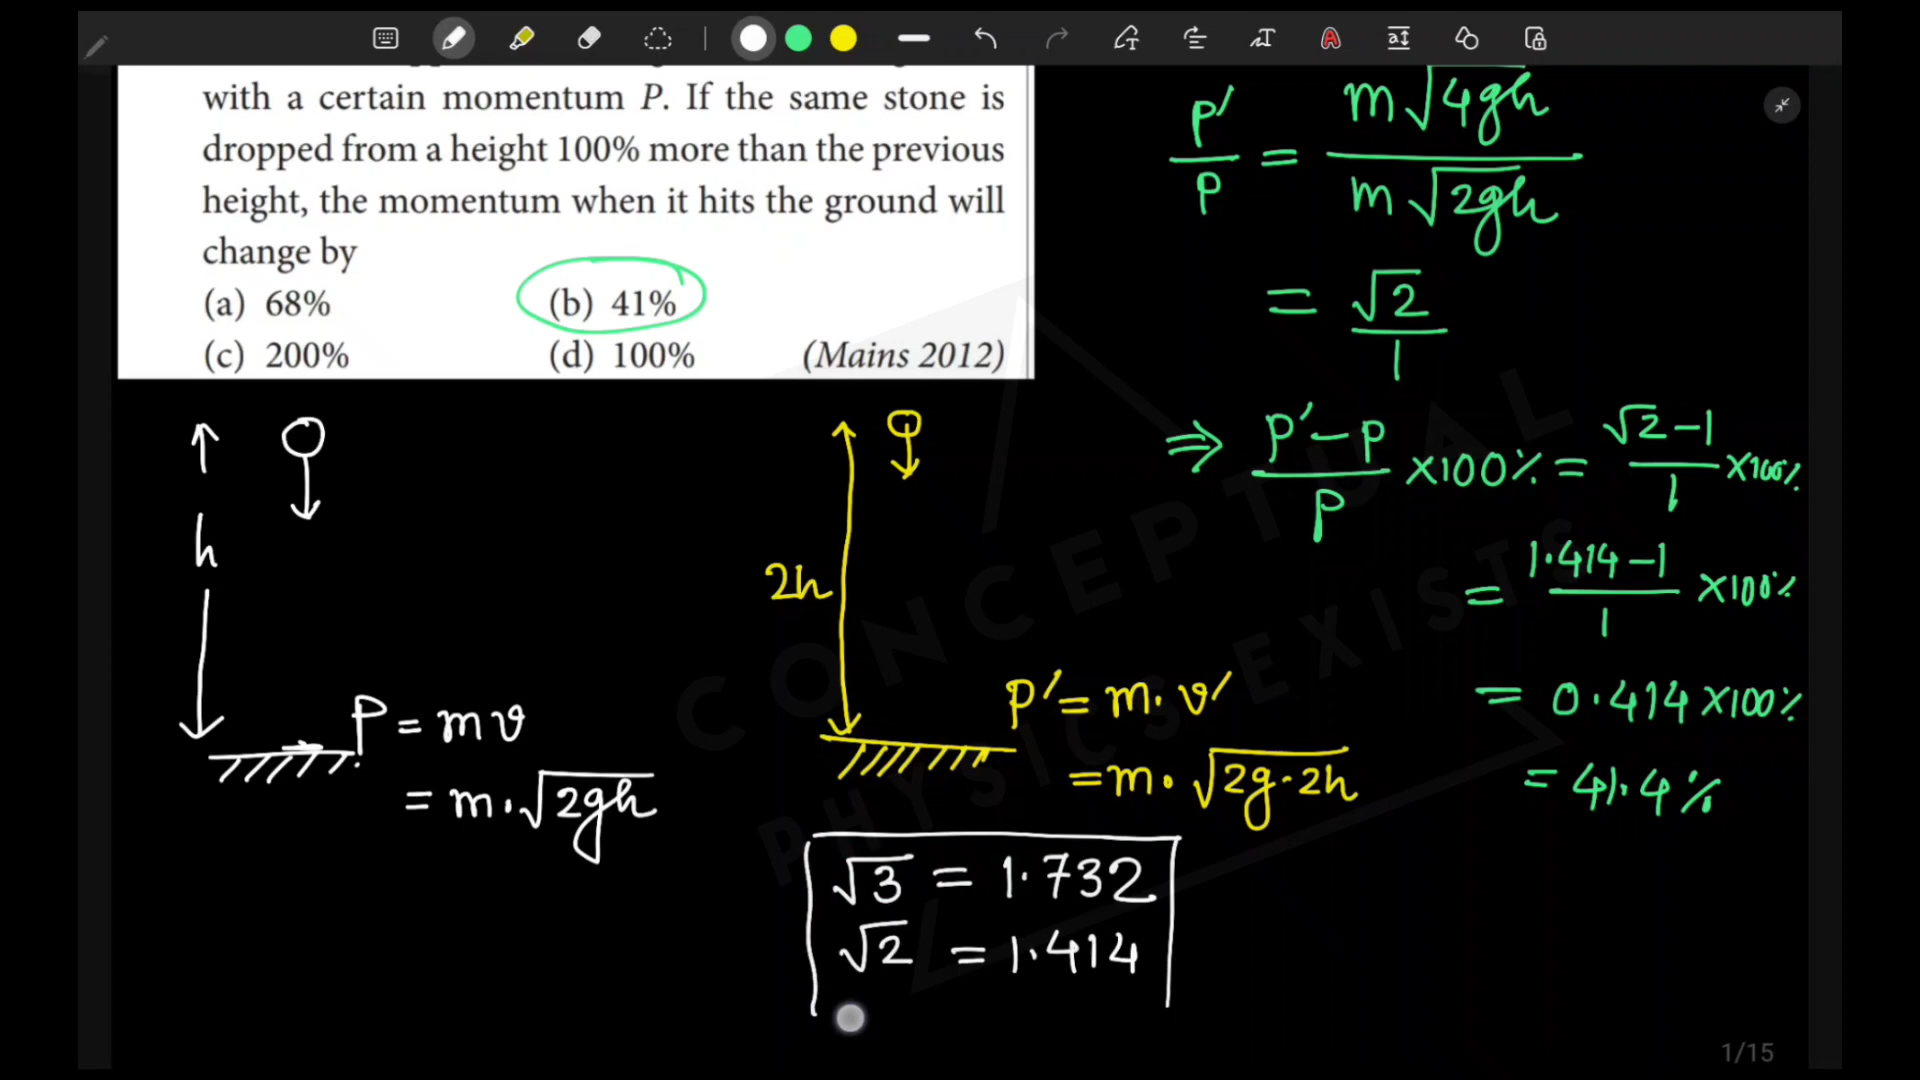 with a certain momentum P. If the same stone is
dropped from a height 100% more than the previous
height, the momentum when it hits the ground will
change by
(a) 68% (b) 41%
(c) 200% (d) 100% (Mains 2012)
h
P = mv
= m·√2gh
2h
P' = m·v'
= m·√2g·2h
√3 = 1.732
√2 = 1.414
P'/P = m√4gh / m√2gh
= √2/1
⇒ (P'-P)/P ×100% = (√2-1)/1 ×100%
= (1.414-1)/1 ×100%
= 0.414×100%
= 41.4%
CONCEPTUAL
PHYSICS EXISTS
1/15